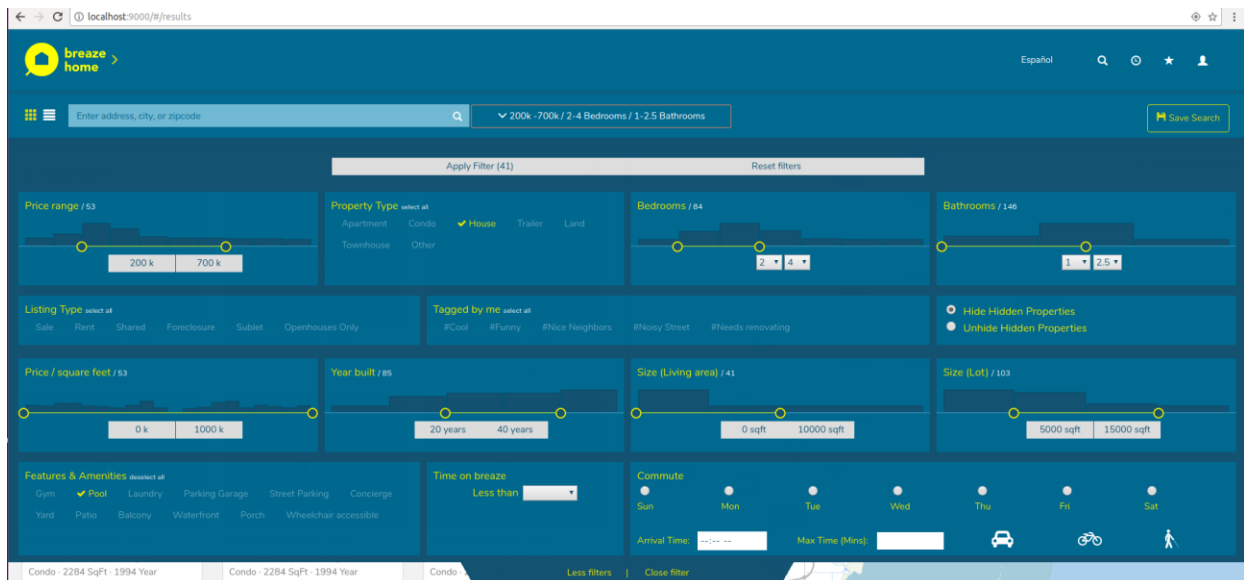 localhost:9000/#/results
breaze
home
Español
Enter address, city, or zipcode
200k -700k / 2-4 Bedrooms / 1-2.5 Bathrooms
Save Search
Apply Filter (41) Reset filters
Price range / 53
200 k 700 k
Property Type select all
Apartment Condo House Trailer Land
Townhouse Other
Bedrooms / 84
2 4
Bathrooms / 146
1 2.5
Listing Type select all
Sale Rent Shared Foreclosure Sublet Openhouses Only
Tagged by me select all
#Cool #Funny #Nice Neighbors #Noisy Street #Needs renovating
Hide Hidden Properties
Unhide Hidden Properties
Price / square feet / 53
0 k 1000 k
Year built / 85
20 years 40 years
Size (Living area) / 41
0 sqft 10000 sqft
Size (Lot) / 103
5000 sqft 15000 sqft
Features & Amenities deselect all
Gym Pool Laundry Parking Garage Street Parking Concierge
Yard Patio Balcony Waterfront Porch Wheelchair accessible
Time on breaze
Less than
Commute
Sun Mon Tue Wed Thu Fri Sat
Arrival Time: --:-- -- Max Time (Mins):
Condo · 2284 SqFt · 1994 Year Condo · 2284 SqFt · 1994 Year Condo ·
Less filters | Close filter